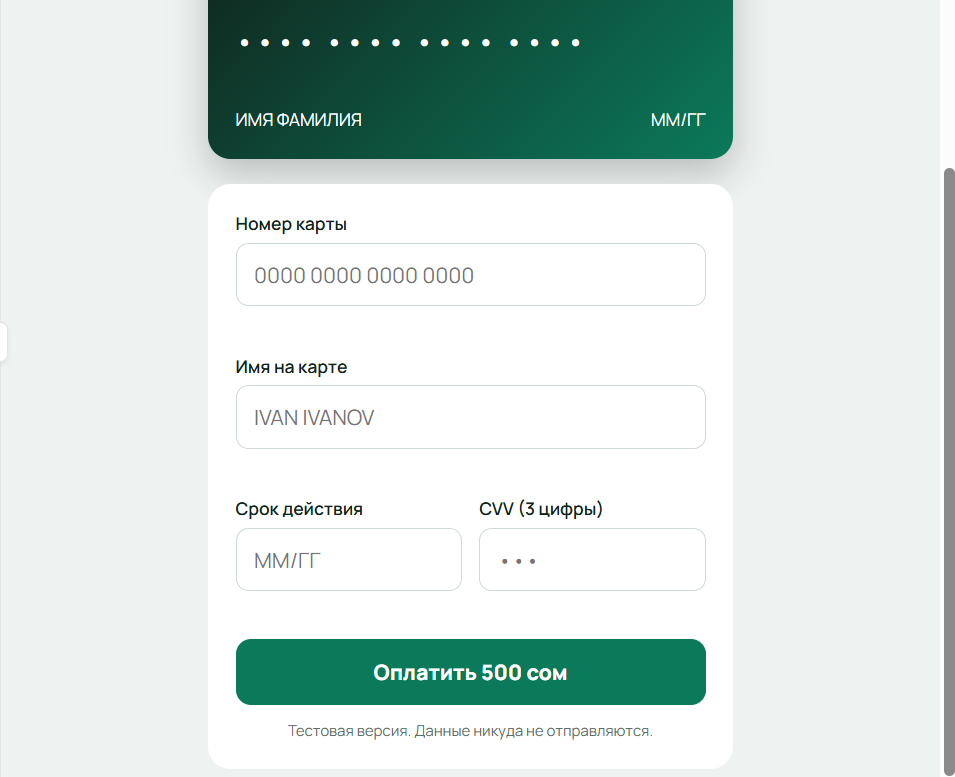 •••• •••• •••• ••••
ИМЯ ФАМИЛИЯ ММ/ГГ
Номер карты
0000 0000 0000 0000
Имя на карте
IVAN IVANOV
Срок действия CVV (3 цифры)
ММ/ГГ •••
Оплатить 500 сом
Тестовая версия. Данные никуда не отправляются.